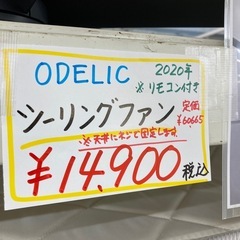 ODELIC
2020年
※リモコン付き
シーリングファン
定価
¥60665
※天井にネジで固定します
¥14,900
税込